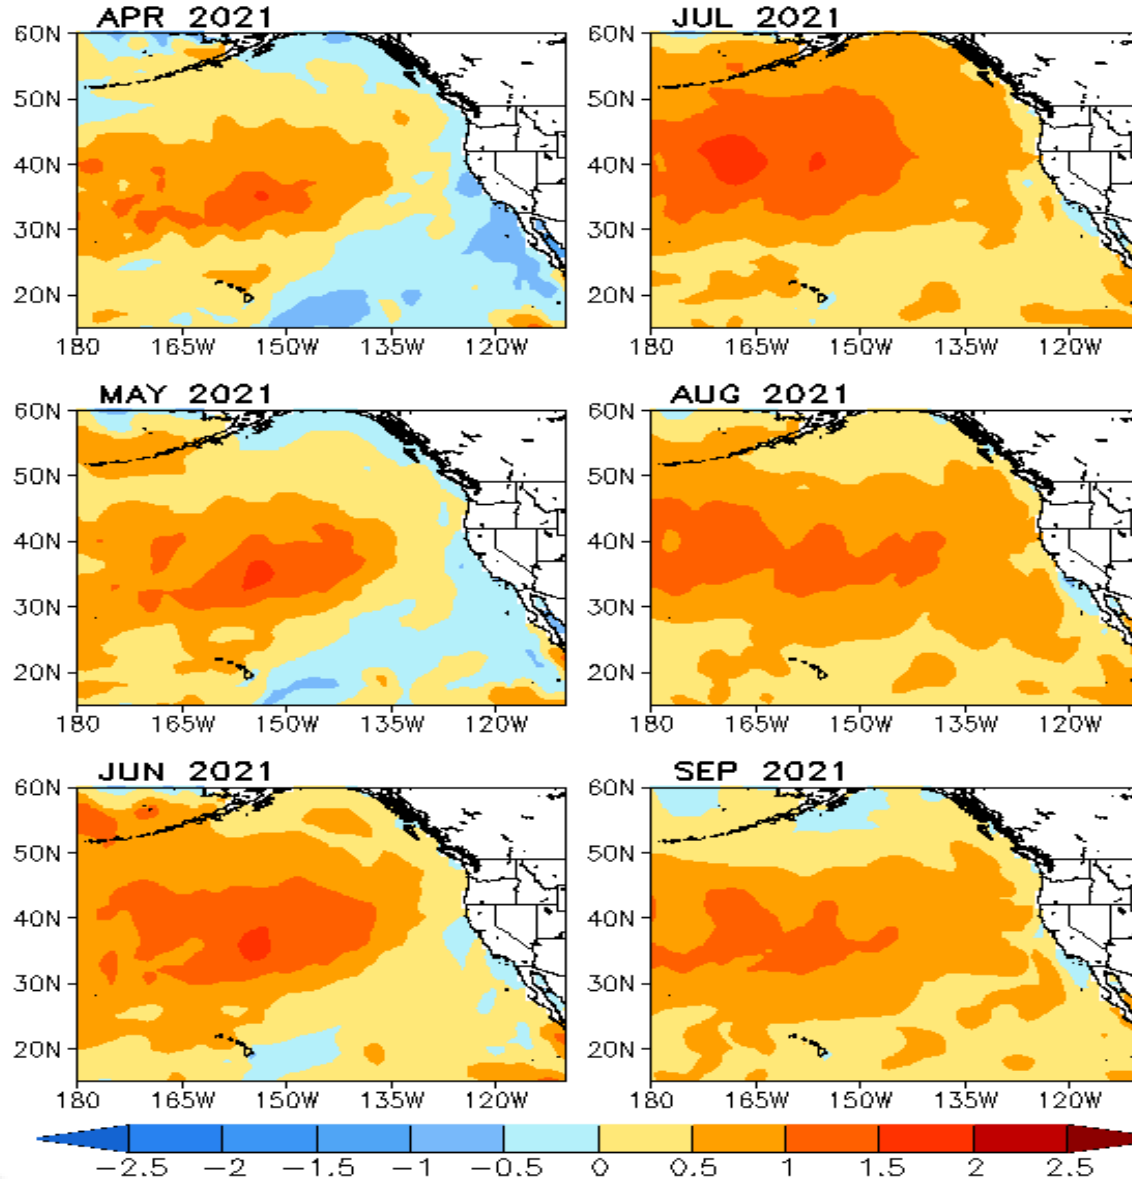 APR 2021
60N
50N
40N
30N
20N
180 165W 150W 135W 120W
JUL 2021
60N
50N
40N
30N
20N
180 165W 150W 135W 120W
MAY 2021
60N
50N
40N
30N
20N
180 165W 150W 135W 120W
AUG 2021
60N
50N
40N
30N
20N
180 165W 150W 135W 120W
JUN 2021
60N
50N
40N
30N
20N
180 165W 150W 135W 120W
SEP 2021
60N
50N
40N
30N
20N
180 165W 150W 135W 120W
−2.5 −2 −1.5 −1 −0.5 0 0.5 1 1.5 2 2.5